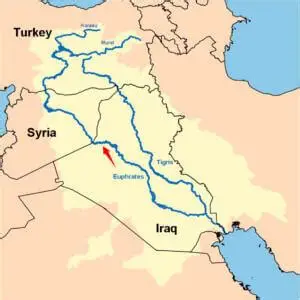 Karasu
Turkey
Murat
Syria
Tigris
Euphrates
Iraq